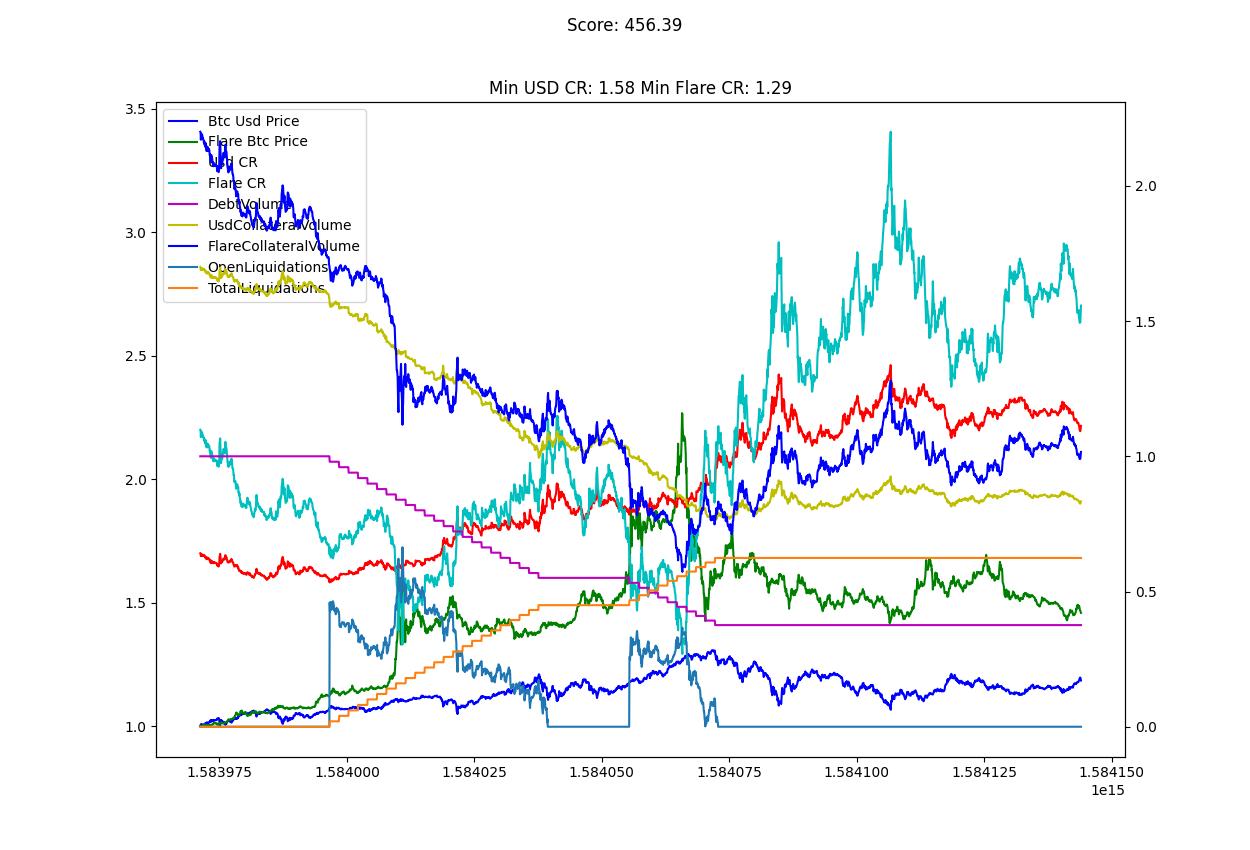 Score: 456.39
Min USD CR: 1.58 Min Flare CR: 1.29
3.5
3.0
2.5
2.0
1.5
1.0
Btc Usd Price
Flare Btc Price
Usd CR
Flare CR
DebtVolume
UsdCollateralVolume
FlareCollateralVolume
OpenLiquidations
TotalLiquidations
2.0
1.5
1.0
0.5
0.0
1.583975 1.584000 1.584025 1.584050 1.584075 1.584100 1.584125 1.584150
1e15